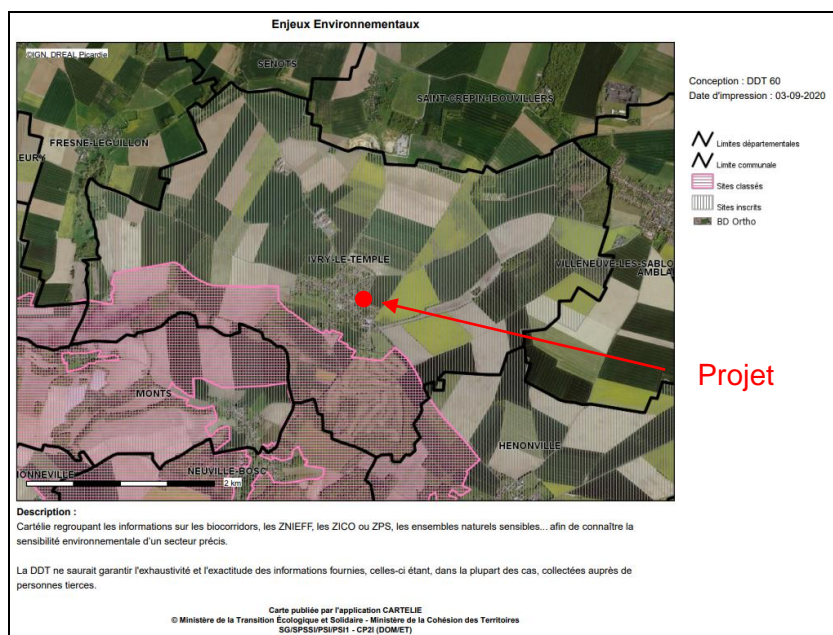 Enjeux Environnementaux
©IGN_DREAL Picardie
SENOTS
SAINT-CREPIN-IBOUVILLERS
FRESNE-LEGUILLON
LEURY
IVRY-LE-TEMPLE
VILLENEUVE-LES-SABLO
AMBLA
MONTS
HENONVILLE
NEUVILLE-BOSC
IONNEVILLE
2 km
Conception : DDT 60
Date d'impression : 03-09-2020
Limites départementales
Limite communale
Sites classés
Sites inscrits
BD Ortho
Projet
Description :
Cartélie regroupant les informations sur les biocorridors, les ZNIEFF, les ZICO ou ZPS, les ensembles naturels sensibles... afin de connaître la
sensibilité environnementale d'un secteur précis.
La DDT ne saurait garantir l'exhaustivité et l'exactitude des informations fournies, celles-ci étant, dans la plupart des cas, collectées auprès de
personnes tierces.
Carte publiée par l'application CARTELIE
© Ministère de la Transition Écologique et Solidaire - Ministère de la Cohésion des Territoires
SG/SPSSI/PSI/PSI1 - CP2I (DOM/ET)